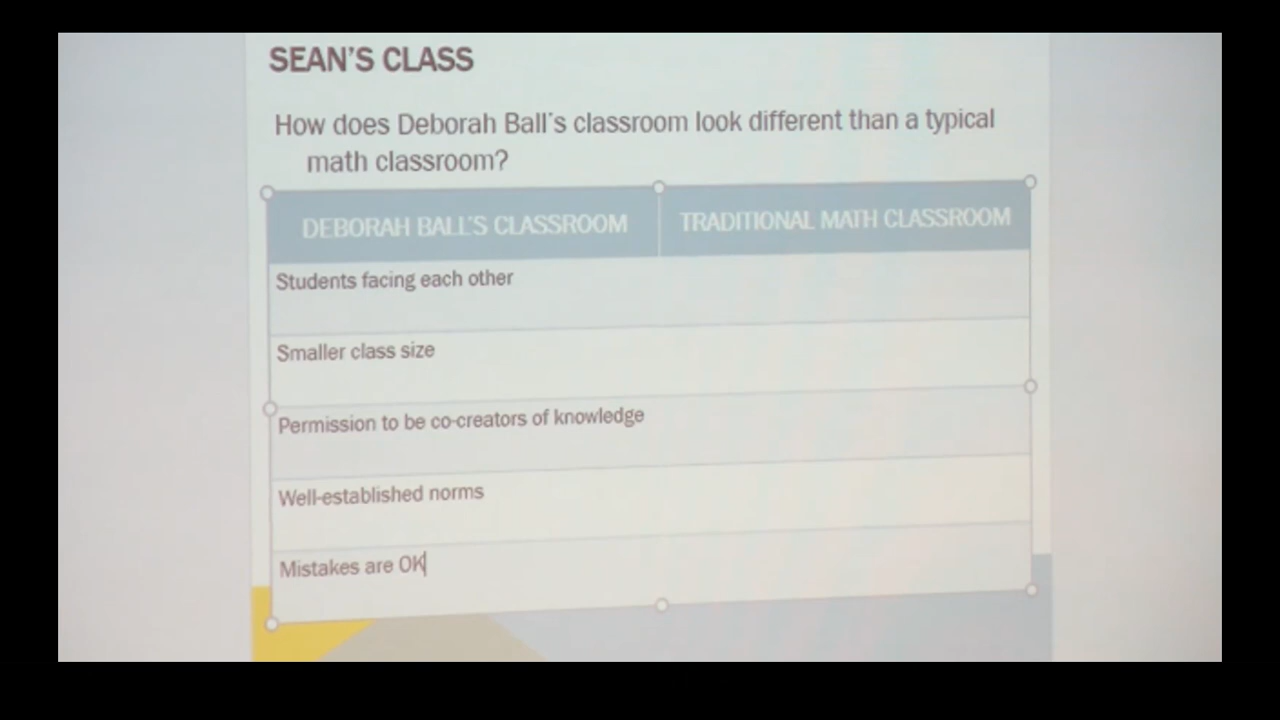 SEAN'S CLASS
How does Deborah Ball's classroom look different than a typical
math classroom?
DEBORAH BALL'S CLASSROOM
TRADITIONAL MATH CLASSROOM
Students facing each other
Smaller class size
Permission to be co-creators of knowledge
Well-established norms
Mistakes are OK